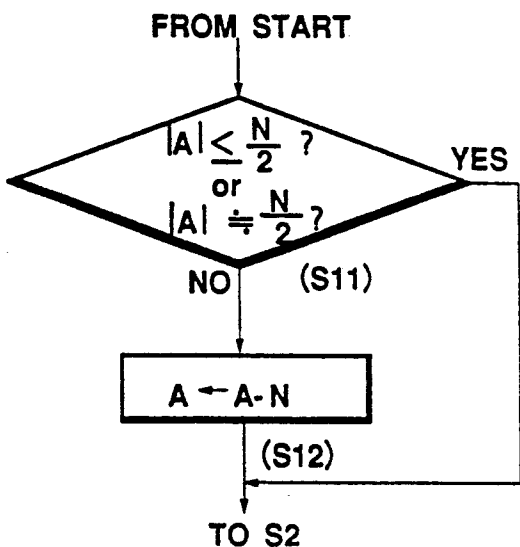 FROM START
|A| ≤ N/2 ?
or
|A| ≒ N/2 ?
YES
NO
(S11)
A ← A-N
(S12)
TO S2